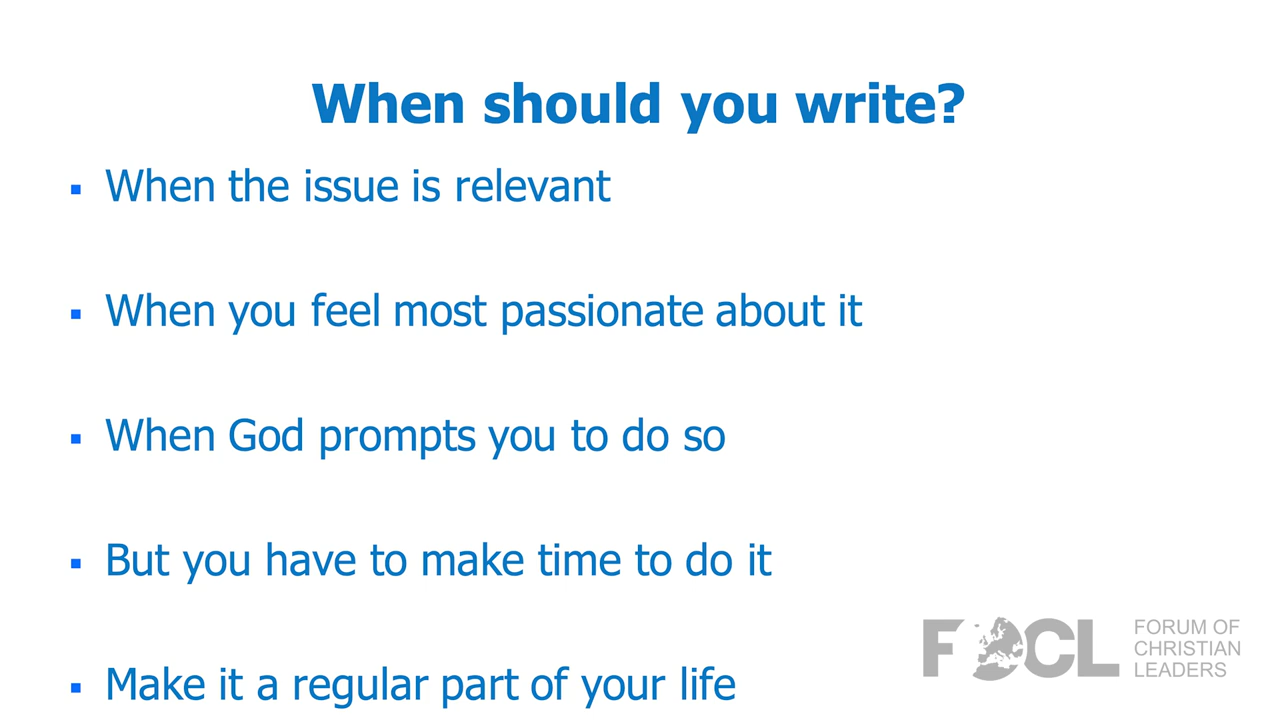 When should you write?
▪ When the issue is relevant
▪ When you feel most passionate about it
▪ When God prompts you to do so
▪ But you have to make time to do it
▪ Make it a regular part of your life
FOCL
FORUM OF
CHRISTIAN
LEADERS